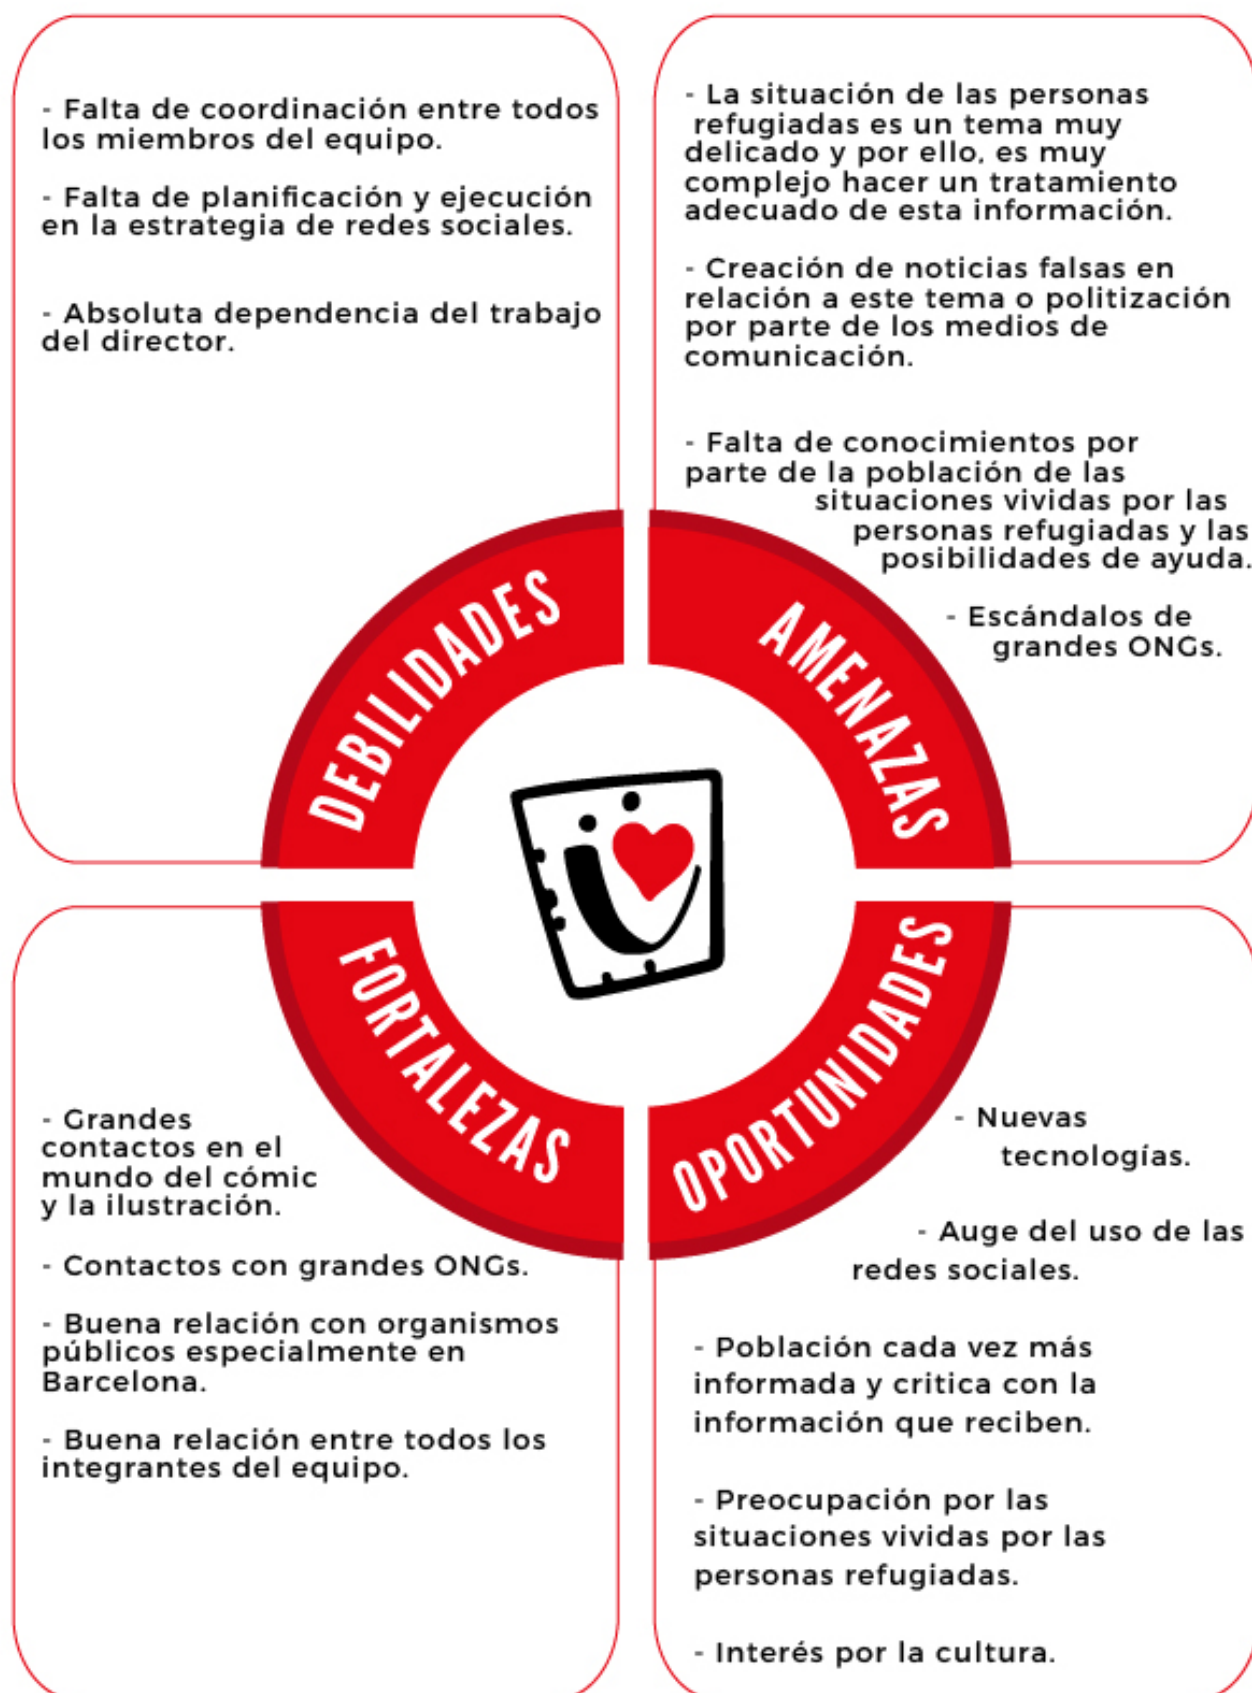 - Falta de coordinación entre todos
los miembros del equipo.
- Falta de planificación y ejecución
en la estrategia de redes sociales.
- Absoluta dependencia del trabajo
del director.
DEBILIDADES
- La situación de las personas
refugiadas es un tema muy
delicado y por ello, es muy
complejo hacer un tratamiento
adecuado de esta información.
- Creación de noticias falsas en
relación a este tema o politización
por parte de los medios de
comunicación.
- Falta de conocimientos por
parte de la población de las
situaciones vividas por las
personas refugiadas y las
posibilidades de ayuda.
- Escándalos de
grandes ONGs.
AMENAZAS
FORTALEZAS
- Grandes
contactos en el
mundo del cómic
y la ilustración.
- Contactos con grandes ONGs.
- Buena relación con organismos
públicos especialmente en
Barcelona.
- Buena relación entre todos los
integrantes del equipo.
OPORTUNIDADES
- Nuevas
tecnologías.
- Auge del uso de las
redes sociales.
- Población cada vez más
informada y critica con la
información que reciben.
- Preocupación por las
situaciones vividas por las
personas refugiadas.
- Interés por la cultura.